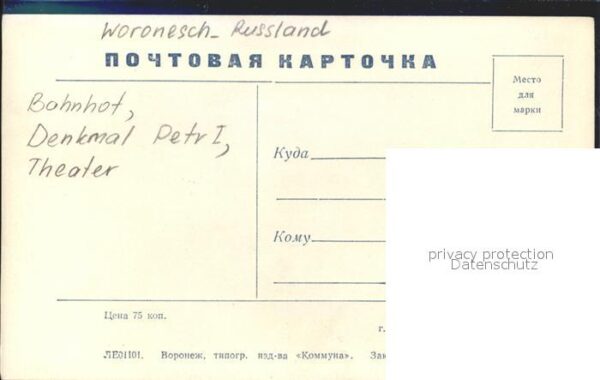 Woronesch - Russland
ПОЧТОВАЯ КАРТОЧКА
Место
для
марки
Bahnhof,
Denkmal Petr I,
Theater
Куда
Кому
privacy protection
Datenschutz
Цена 75 коп.
г.
ЛЕ01101. Воронеж, типогр. изд-ва «Коммуна». Зак